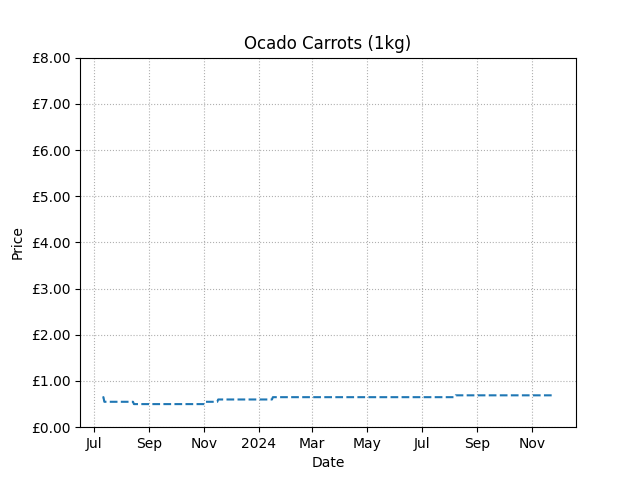 Ocado Carrots (1kg)
£8.00
£7.00
£6.00
£5.00
£4.00
£3.00
£2.00
£1.00
£0.00
Price
Jul Sep Nov 2024 Mar May Jul Sep Nov
Date